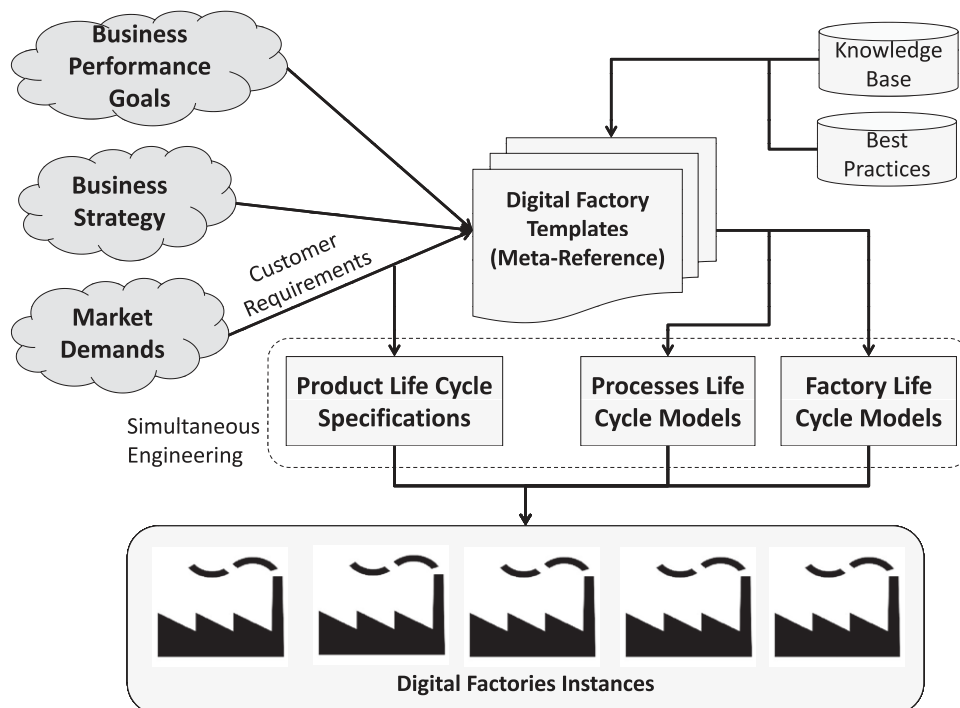 Business
Performance
Goals
Knowledge
Base
Best
Practices
Business
Strategy
Digital Factory
Templates
(Meta-Reference)
Customer
Requirements
Market
Demands
Product Life Cycle
Specifications
Processes Life
Cycle Models
Factory Life
Cycle Models
Simultaneous
Engineering
Digital Factories Instances